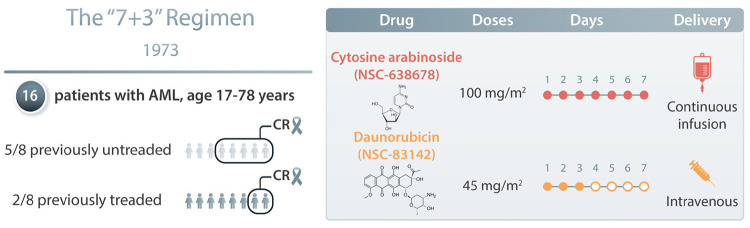 The "7+3" Regimen
1973
16 patients with AML, age 17-78 years
CR
5/8 previously untreaded
CR
2/8 previously treaded
Drug Doses Days Delivery
Cytosine arabinoside
(NSC-638678)
100 mg/m²
1 2 3 4 5 6 7
Continuous
infusion
Daunorubicin
(NSC-83142)
45 mg/m²
1 2 3 4 5 6 7
Intravenous